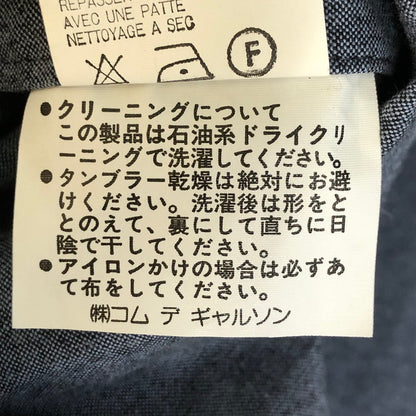 REPASSER
AVEC UNE PATTE
NETTOYAGE A SEC
F
●クリーニングについて
この製品は石油系ドライクリ
ーニングで洗濯してください。
●タンブラー乾燥は絶対にお避
けください。洗濯後は形をと
とのえて、裏にして直ちに日
陰で干してください。
●アイロンかけの場合は必ずあ
て布をしてください。
㈱コム デ ギャルソン